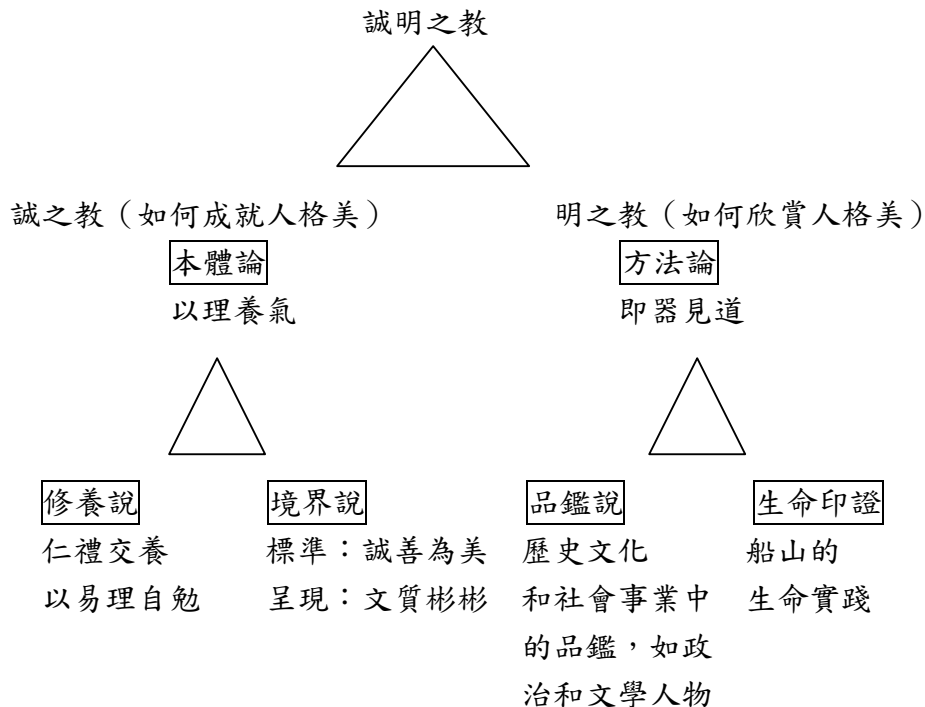 誠明之教
誠之教（如何成就人格美）
明之教（如何欣賞人格美）
本體論
以理養氣
方法論
即器見道
修養說
仁禮交養
以易理自勉
境界說
標準：誠善為美
呈現：文質彬彬
品鑑說
歷史文化
和社會事業中
的品鑑，如政
治和文學人物
生命印證
船山的
生命實踐